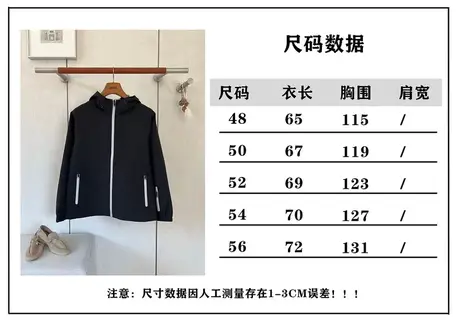 尺码数据
尺码 衣长 胸围 肩宽
48 65 115 /
50 67 119 /
52 69 123 /
54 70 127 /
56 72 131 /
注意：尺寸数据因人工测量存在1-3CM误差！！！